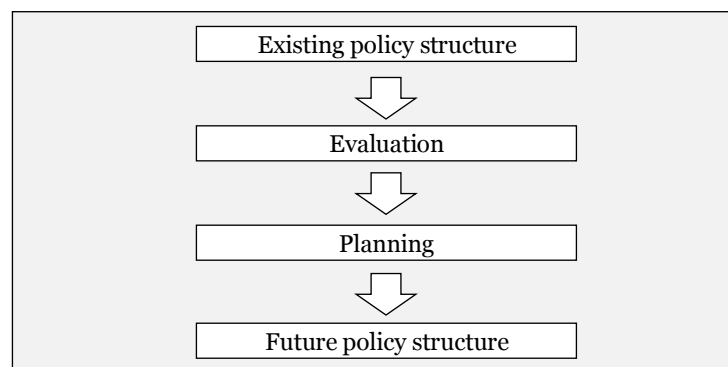 Existing policy structure
Evaluation
Planning
Future policy structure